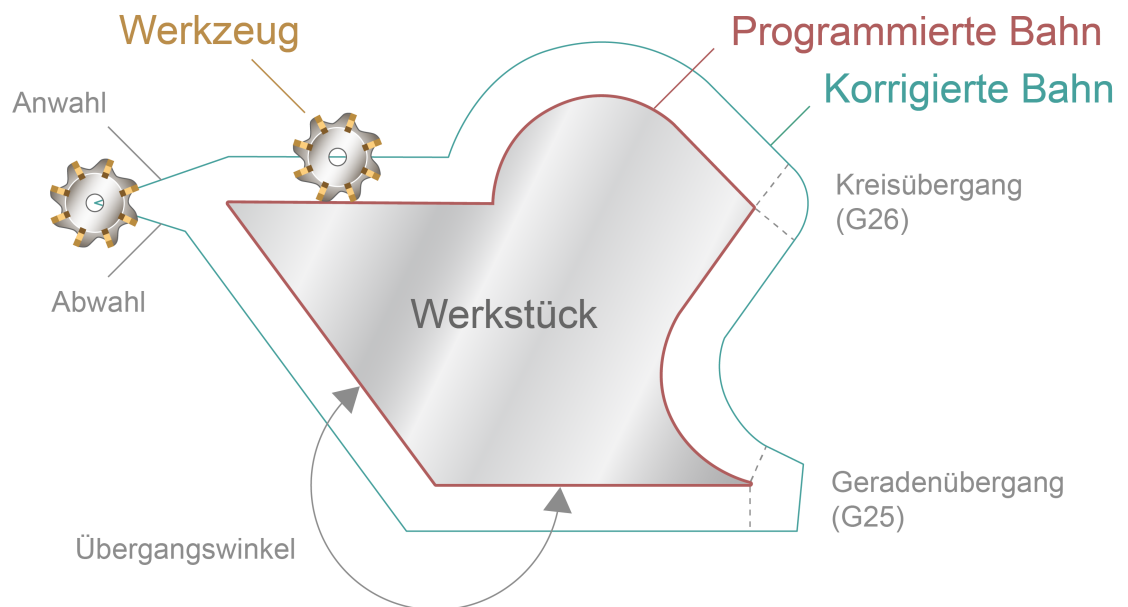 Werkzeug
Programmierte Bahn
Korrigierte Bahn
Anwahl
Kreisübergang
(G26)
Abwahl
Werkstück
Geradenübergang
(G25)
Übergangswinkel